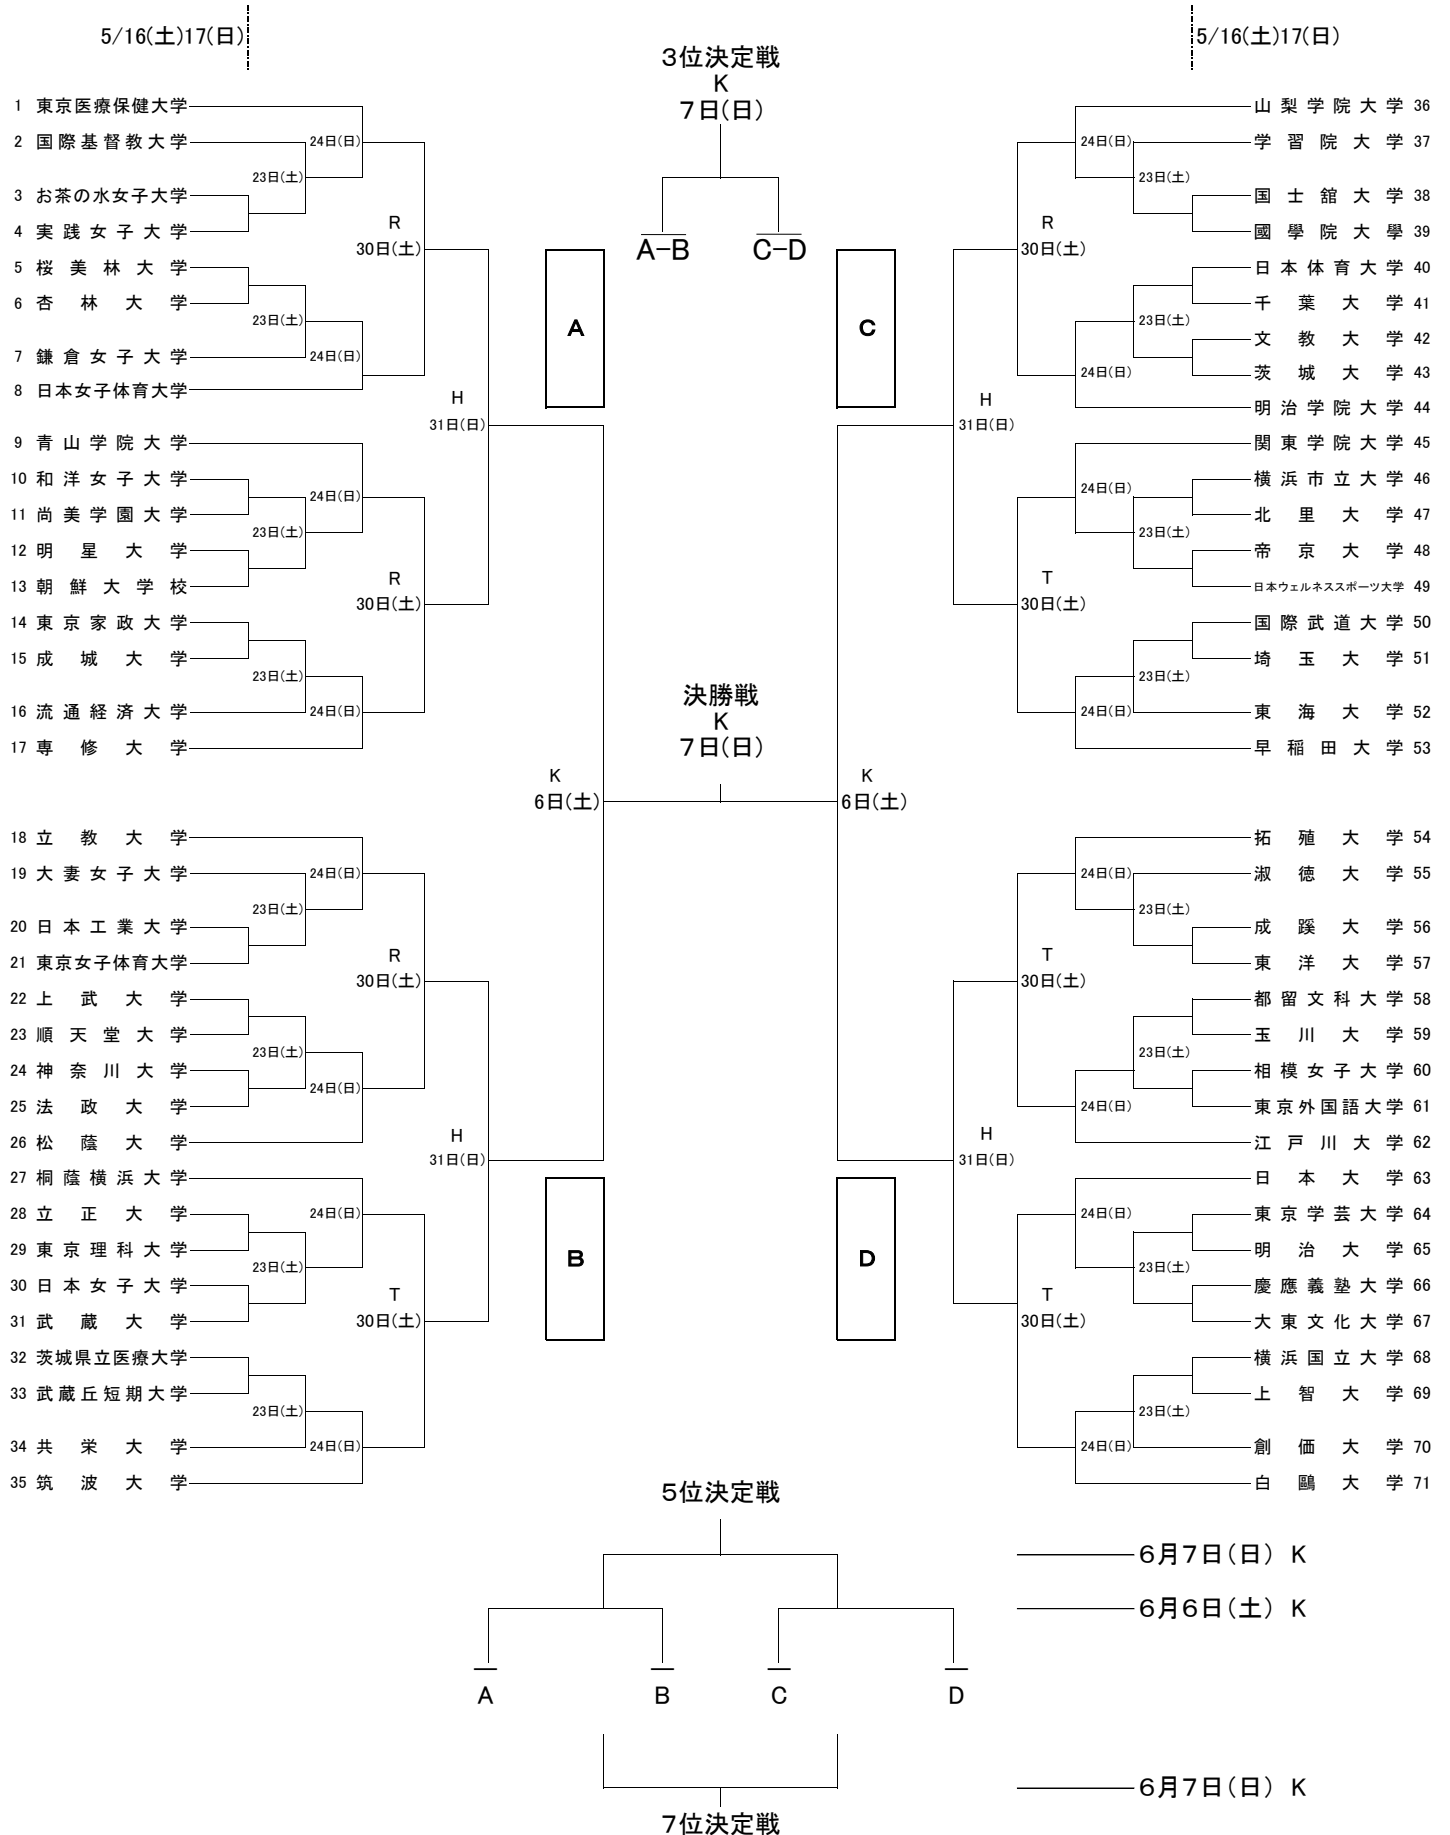 5/16(土)17(日)
5/16(土)17(日)
3位決定戦
K
7日(日)
A-B
C-D
1 東京医療保健大学
2 国際基督教大学
24日(日)
23日(土)
3 お茶の水女子大学
4 実践女子大学
R
30日(土)
5 桜美林大学
6 杏林大学
23日(土)
7 鎌倉女子大学
24日(日)
8 日本女子体育大学
H
31日(日)
A
9 青山学院大学
10 和洋女子大学
24日(日)
11 尚美学園大学
23日(土)
12 明星大学
13 朝鮮大学校
R
30日(土)
14 東京家政大学
15 成城大学
23日(土)
16 流通経済大学
24日(日)
17 専修大学
K
6日(土)
18 立教大学
19 大妻女子大学
24日(日)
23日(土)
20 日本工業大学
21 東京女子体育大学
R
30日(土)
22 上武大学
23 順天堂大学
23日(土)
24 神奈川大学
24日(日)
25 法政大学
26 松蔭大学
H
31日(日)
27 桐蔭横浜大学
28 立正大学
24日(日)
29 東京理科大学
23日(土)
30 日本女子大学
31 武蔵大学
T
30日(土)
B
32 茨城県立医療大学
33 武蔵丘短期大学
23日(土)
34 共栄大学
24日(日)
35 筑波大学
決勝戦
K
7日(日)
山梨学院大学 36
学習院大学 37
24日(日)
23日(土)
国士舘大学 38
國學院大學 39
R
30日(土)
日本体育大学 40
千葉大学 41
23日(土)
文教大学 42
茨城大学 43
24日(日)
明治学院大学 44
H
31日(日)
C
関東学院大学 45
横浜市立大学 46
24日(日)
北里大学 47
23日(土)
帝京大学 48
日本ウェルネススポーツ大学 49
T
30日(土)
国際武道大学 50
埼玉大学 51
23日(土)
東海大学 52
24日(日)
早稲田大学 53
K
6日(土)
拓殖大学 54
淑徳大学 55
24日(日)
23日(土)
成蹊大学 56
東洋大学 57
T
30日(土)
都留文科大学 58
玉川大学 59
23日(土)
相模女子大学 60
東京外国語大学 61
24日(日)
江戸川大学 62
H
31日(日)
日本大学 63
東京学芸大学 64
24日(日)
明治大学 65
23日(土)
慶應義塾大学 66
大東文化大学 67
T
30日(土)
D
横浜国立大学 68
上智大学 69
23日(土)
創価大学 70
24日(日)
白鷗大学 71
5位決定戦
6月7日(日) K
6月6日(土) K
A
B
C
D
6月7日(日) K
7位決定戦